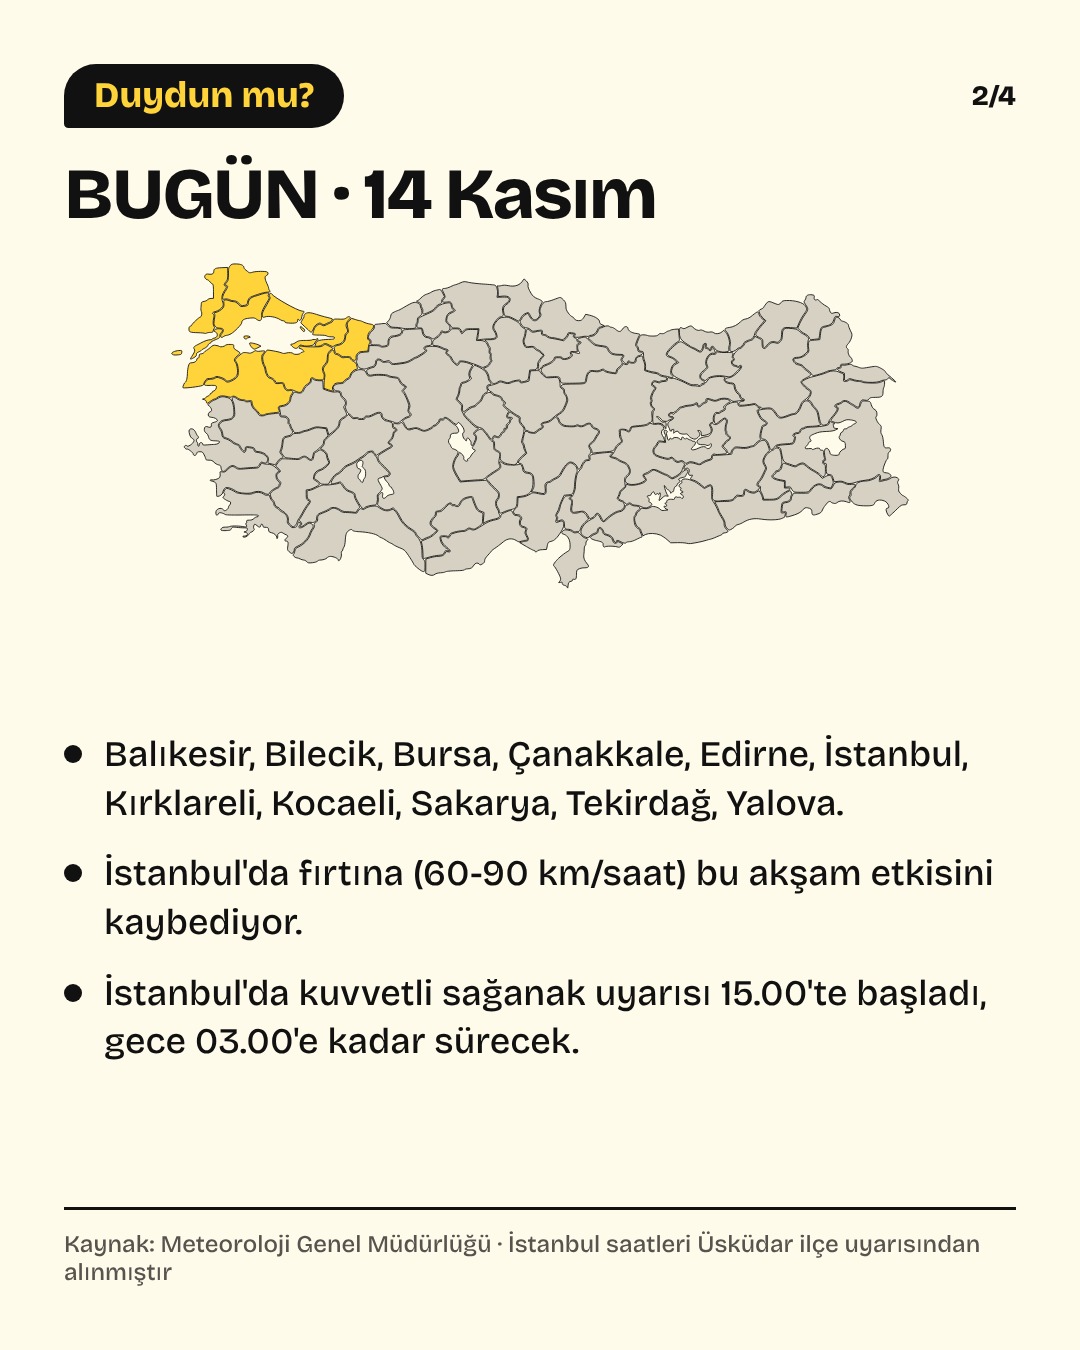 Duydun mu?
2/4
BUGÜN · 14 Kasım
Balıkesir, Bilecik, Bursa, Çanakkale, Edirne, İstanbul,
Kırklareli, Kocaeli, Sakarya, Tekirdağ, Yalova.
İstanbul'da fırtına (60-90 km/saat) bu akşam etkisini
kaybediyor.
İstanbul'da kuvvetli sağanak uyarısı 15.00'te başladı,
gece 03.00'e kadar sürecek.
Kaynak: Meteoroloji Genel Müdürlüğü · İstanbul saatleri Üsküdar ilçe uyarısından
alınmıştır